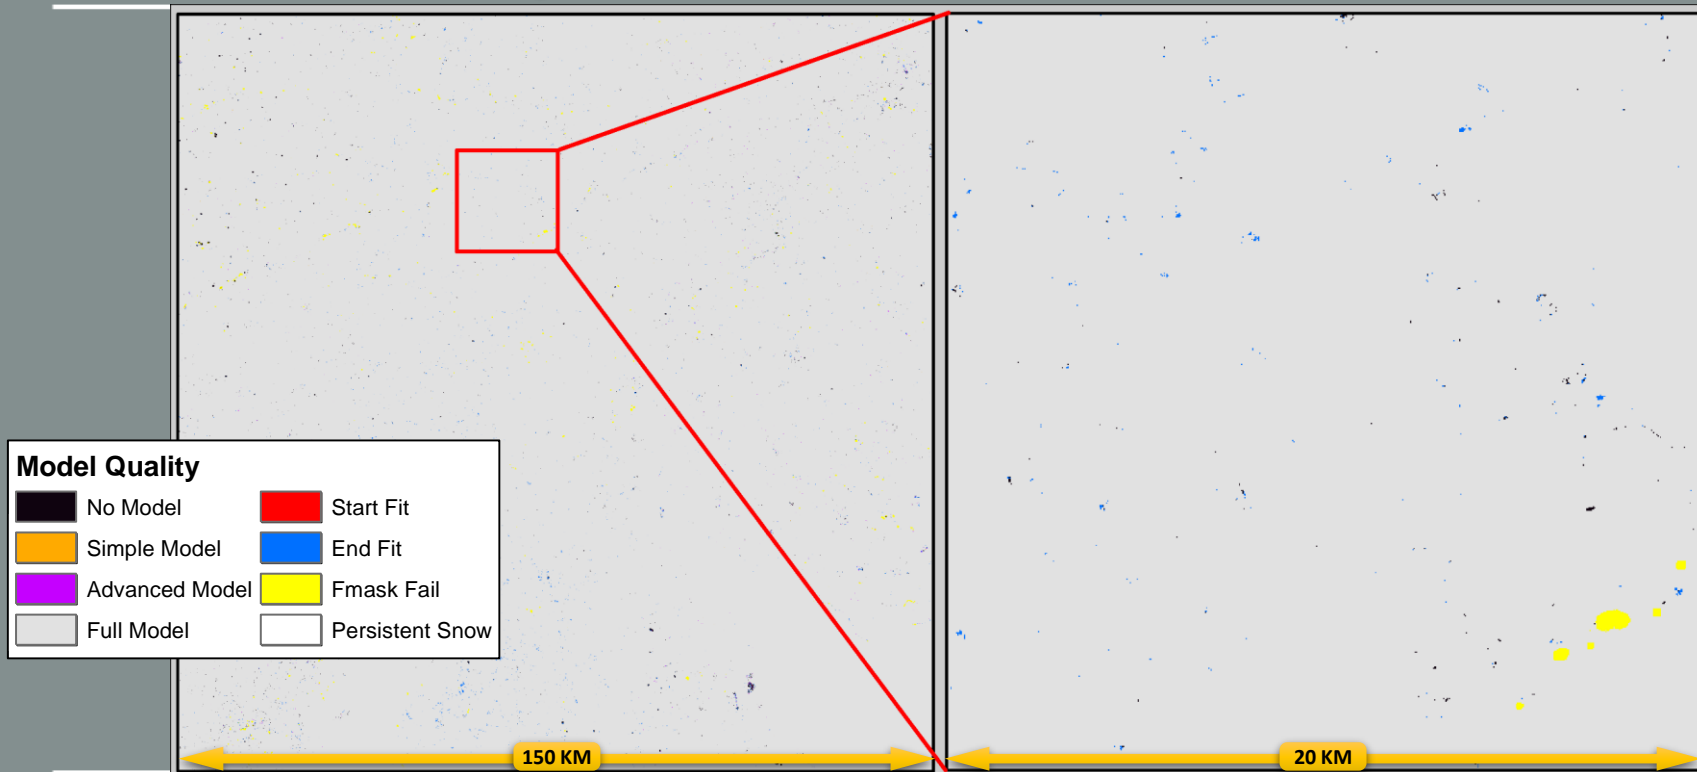 Model Quality
No Model
Start Fit
Simple Model
End Fit
Advanced Model
Fmask Fail
Full Model
Persistent Snow
150 KM
20 KM